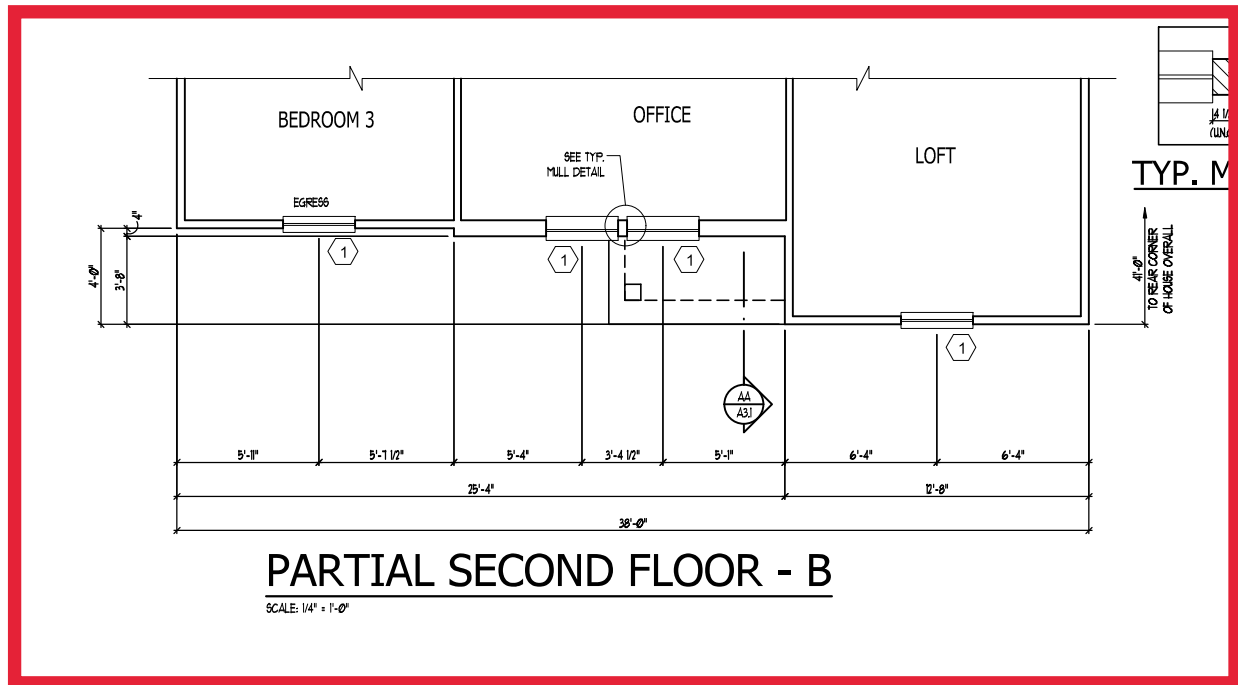 BEDROOM 3
OFFICE
LOFT
SEE TYP.
MULL DETAIL
EGRESS
TYP. M
(UN
4"
4'-0"
3'-8"
1
1
1
1
41'-0"
TO REAR CORNER
OF HOUSE OVERALL
AA
A3.1
5'-11"
5'-7 1/2"
5'-4"
3'-4 1/2"
5'-1"
6'-4"
6'-4"
25'-4"
12'-8"
38'-0"
PARTIAL SECOND FLOOR - B
SCALE: 1/4" = 1'-0"